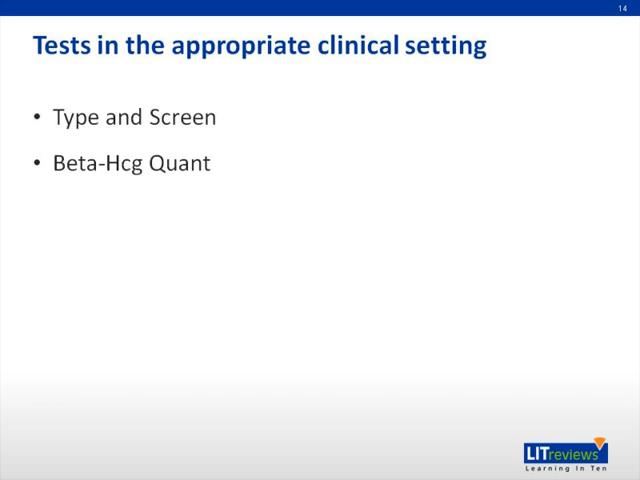 14
Tests in the appropriate clinical setting
• Type and Screen
• Beta-Hcg Quant
LITreviews
Learning In Ten